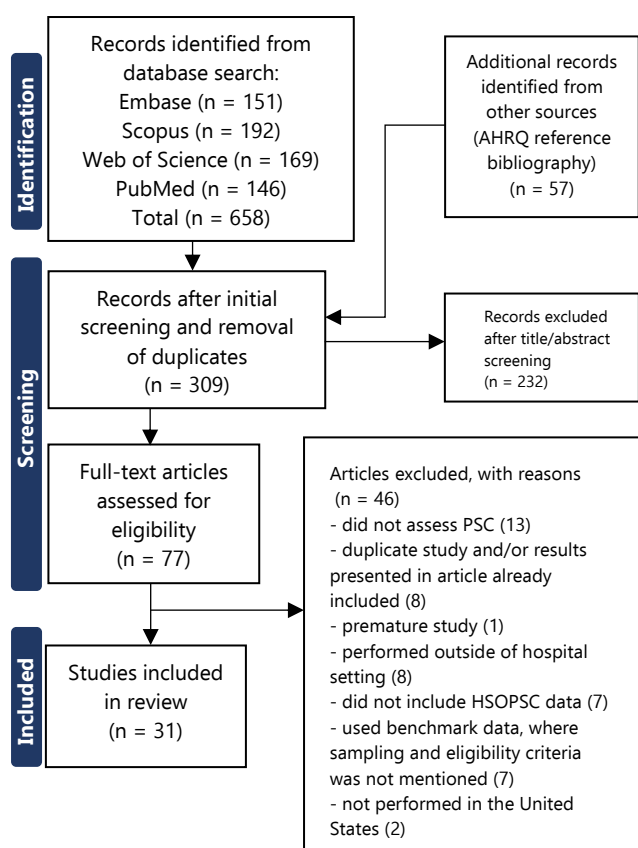 Identification
Records identified from
database search:
Embase (n = 151)
Scopus (n = 192)
Web of Science (n = 169)
PubMed (n = 146)
Total (n = 658)
Additional records
identified from
other sources
(AHRQ reference
bibliography)
(n = 57)
Screening
Records after initial
screening and removal
of duplicates
(n = 309)
Records excluded
after title/abstract
screening
(n = 232)
Full-text articles
assessed for
eligibility
(n = 77)
Articles excluded, with reasons
(n = 46)
- did not assess PSC (13)
- duplicate study and/or results
presented in article already
included (8)
- premature study (1)
- performed outside of hospital
setting (8)
- did not include HSOPSC data (7)
- used benchmark data, where
sampling and eligibility criteria
was not mentioned (7)
- not performed in the United
States (2)
Included
Studies included
in review
(n = 31)